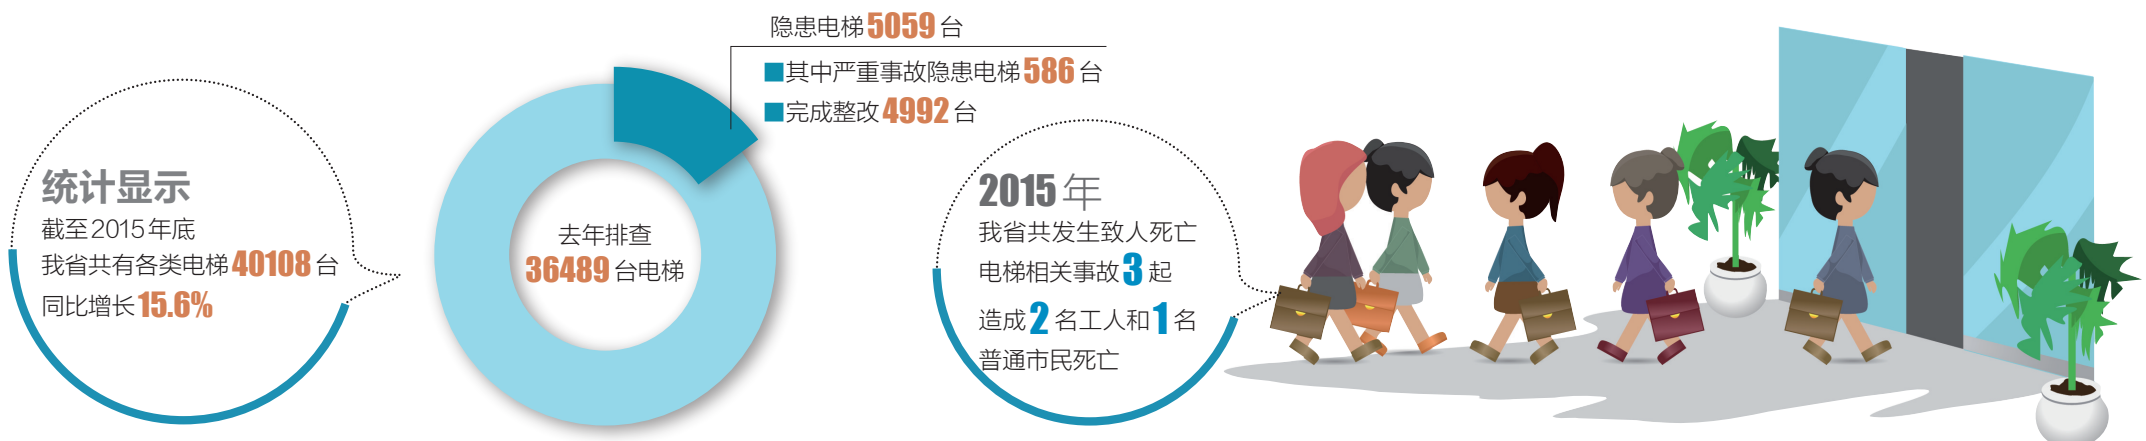 统计显示
截至2015年底
我省共有各类电梯40108台
同比增长15.6%
去年排查
36489台电梯
隐患电梯5059台
■其中严重事故隐患电梯586台
■完成整改4992台
2015年
我省共发生致人死亡
电梯相关事故3起
造成2名工人和1名
普通市民死亡